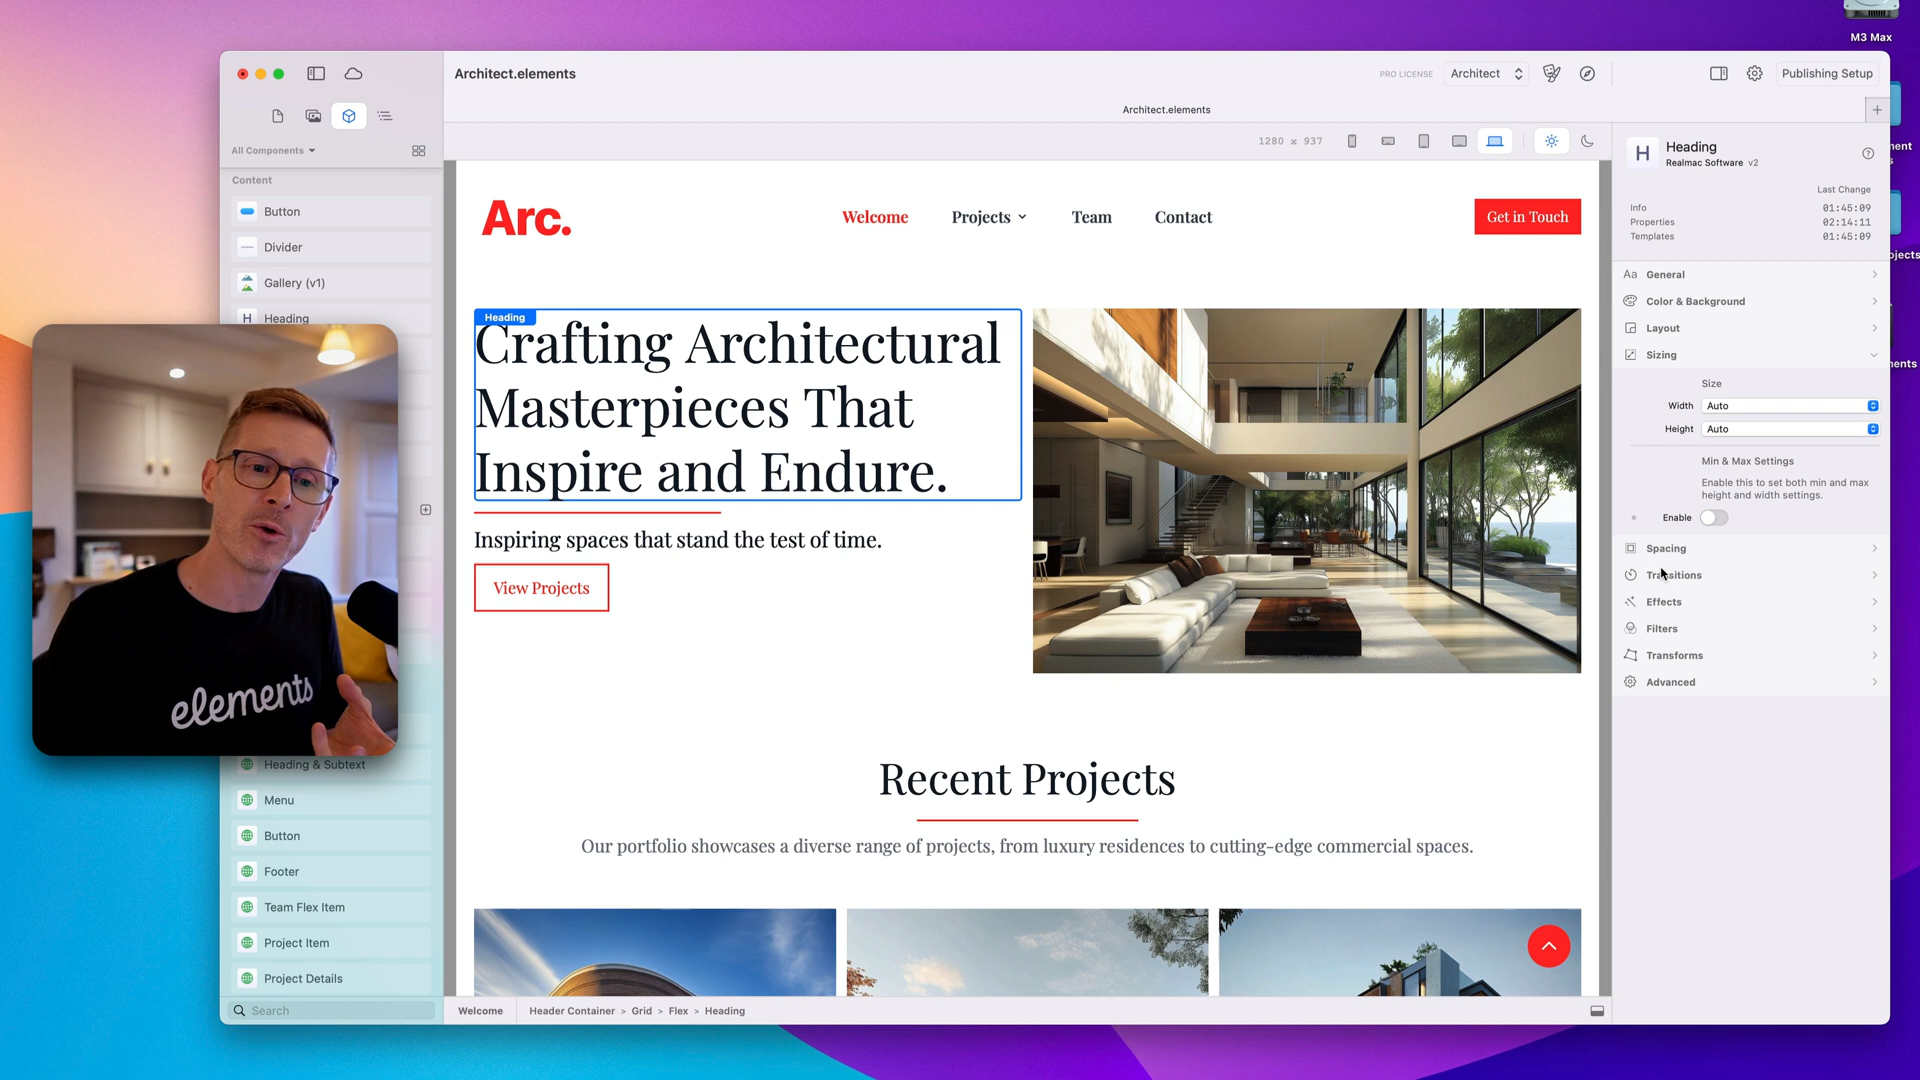 M3 Max
Architect.elements
PRO LICENSE
Architect
Publishing Setup
Architect.elements
All Components
1280 x 937
Content
Button
Divider
Gallery (v1)
Heading
Heading & Subtext
Menu
Button
Footer
Team Flex Item
Project Item
Project Details
Search
elements
Arc.
Welcome
Projects
Team
Contact
Get in Touch
Heading
Crafting Architectural
Masterpieces That
Inspire and Endure.
Inspiring spaces that stand the test of time.
View Projects
Recent Projects
Our portfolio showcases a diverse range of projects, from luxury residences to cutting-edge commercial spaces.
Welcome
Header Container > Grid > Flex > Heading
H
Heading
Realmac Software v2
Last Change
Info 01:45:09
Properties 02:14:11
Templates 01:45:09
Aa General
Color & Background
Layout
Sizing
Size
Width Auto
Height Auto
Min & Max Settings
Enable this to set both min and max
height and width settings.
Enable
Spacing
Transitions
Effects
Filters
Transforms
Advanced